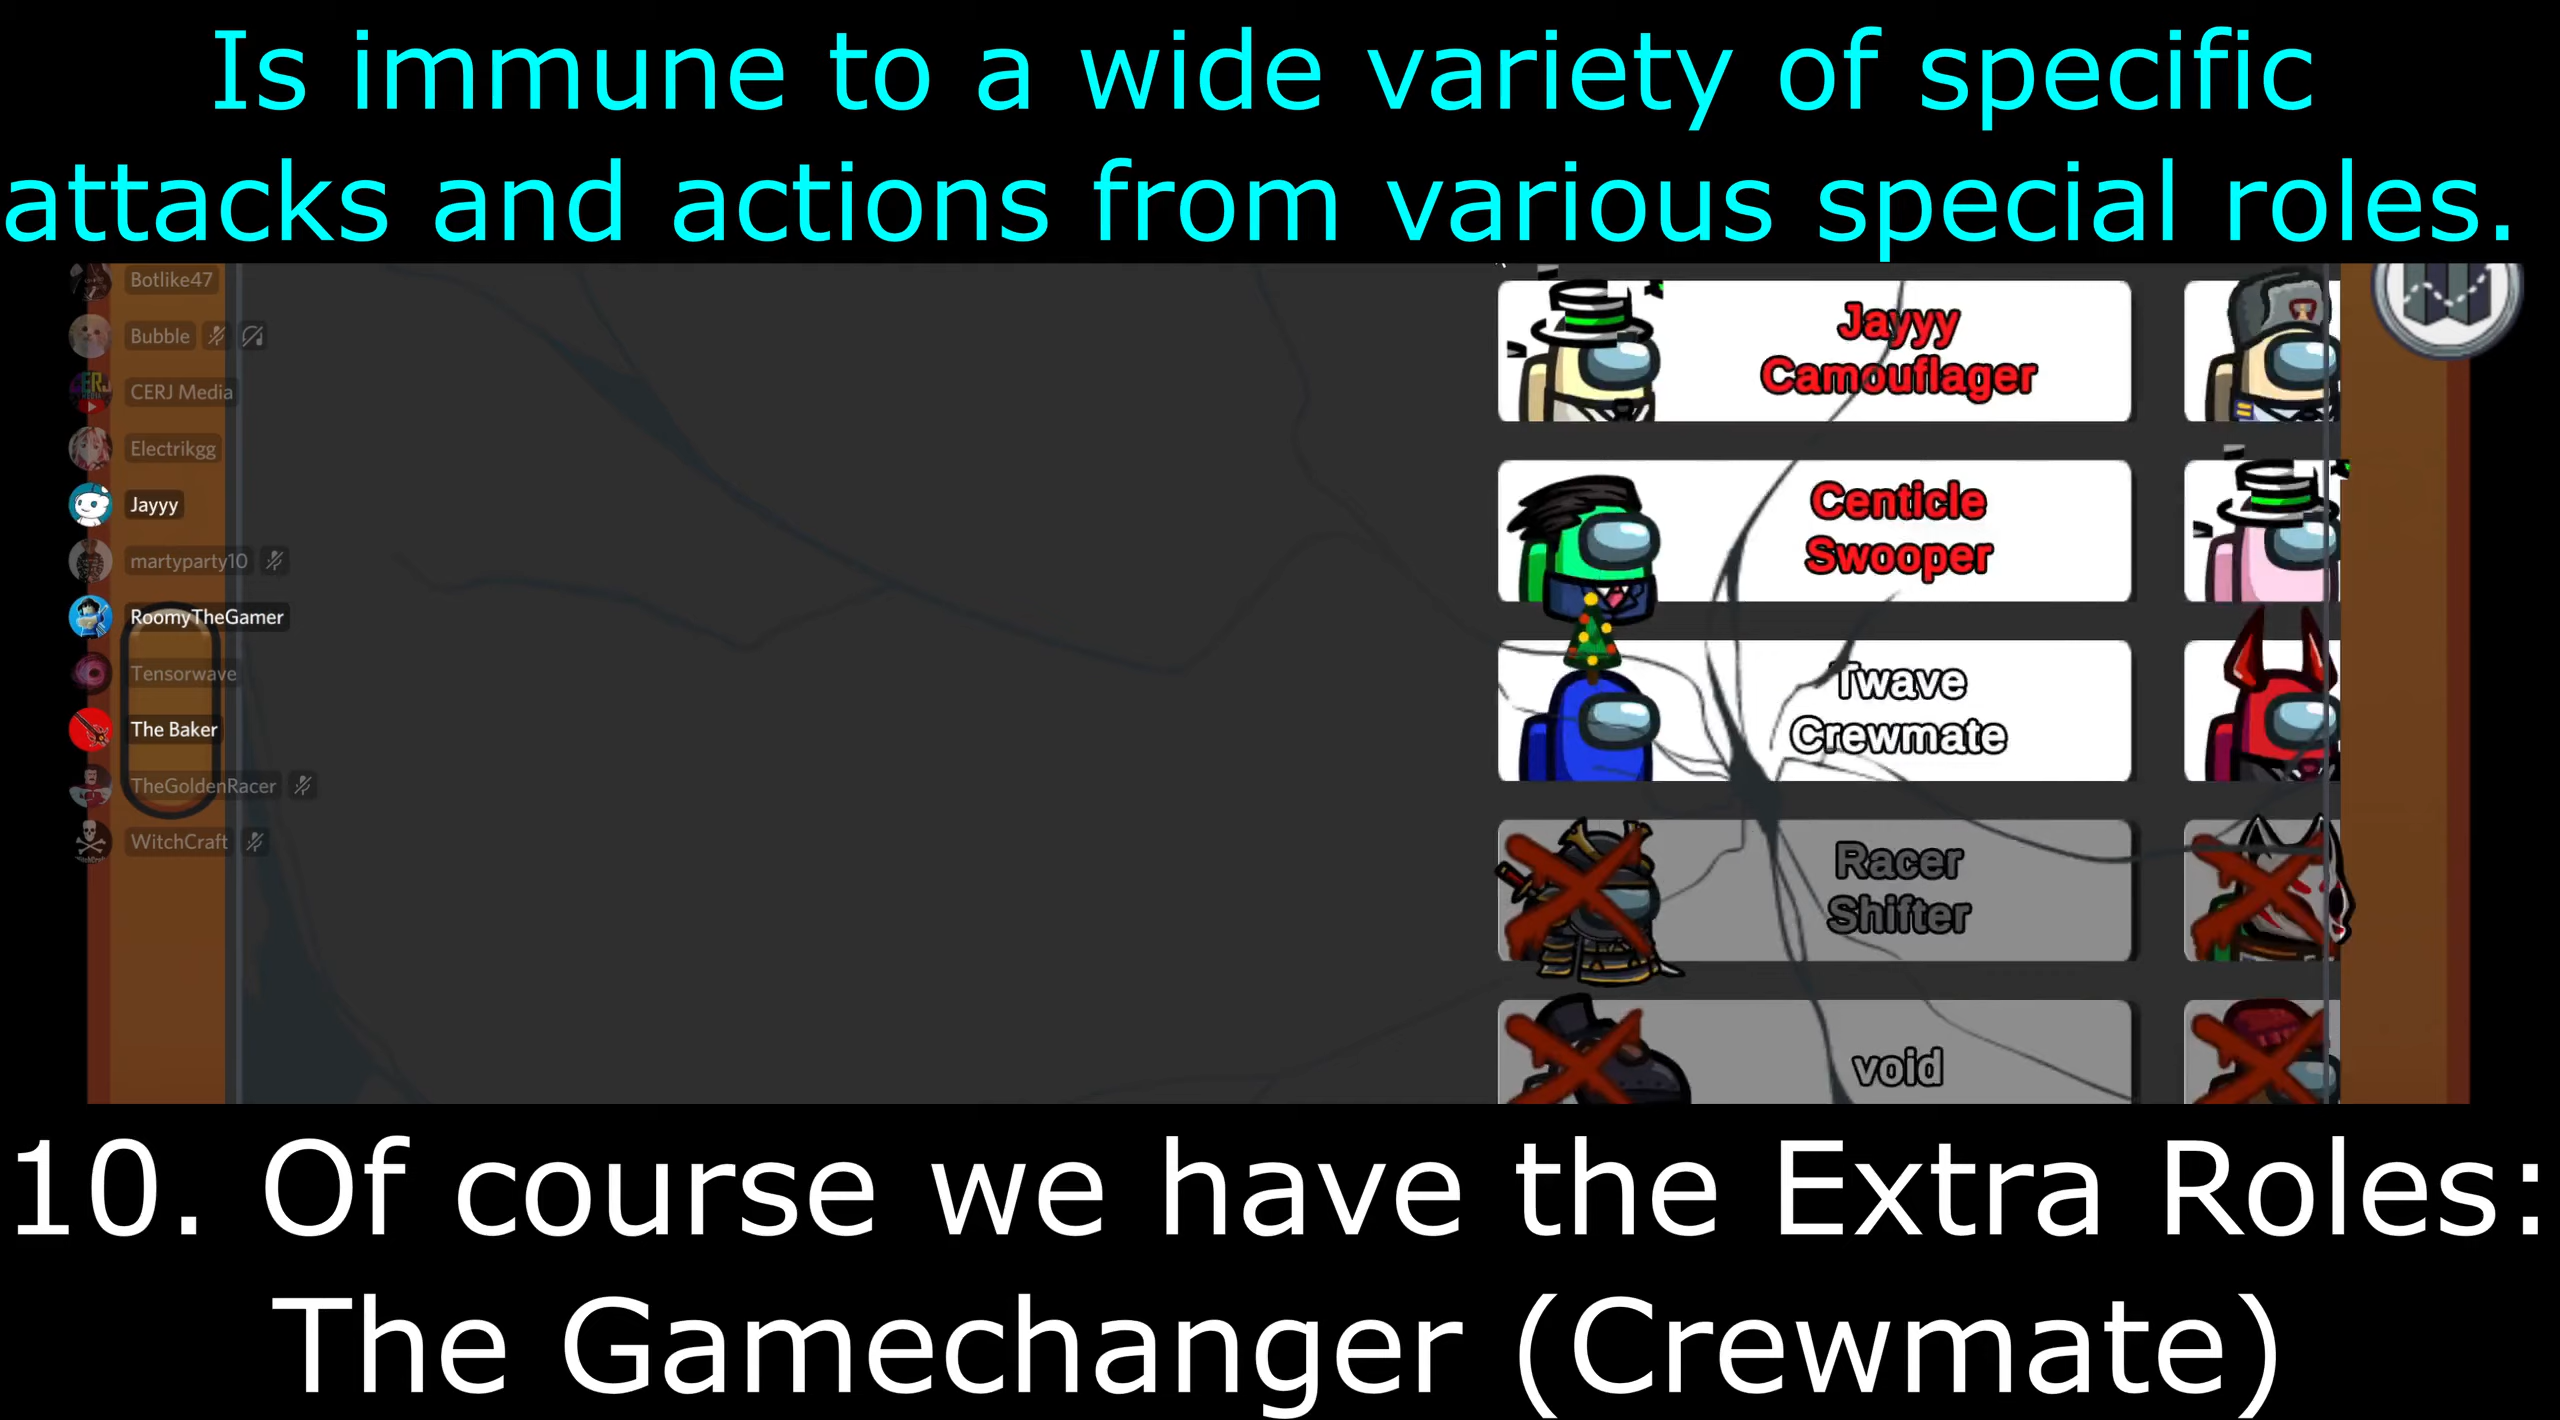 Is immune to a wide variety of specific
attacks and actions from various special roles.
Botlike47
Bubble
CERJ Media
Electrikgg
Jayyy
martyparty10
RoomyTheGamer
Tensorwave
The Baker
TheGoldenRacer
WitchCraft
Jayyy
Camouflager
Centicle
Swooper
Twave
Crewmate
Racer
Shifter
void
10. Of course we have the Extra Roles:
The Gamechanger (Crewmate)